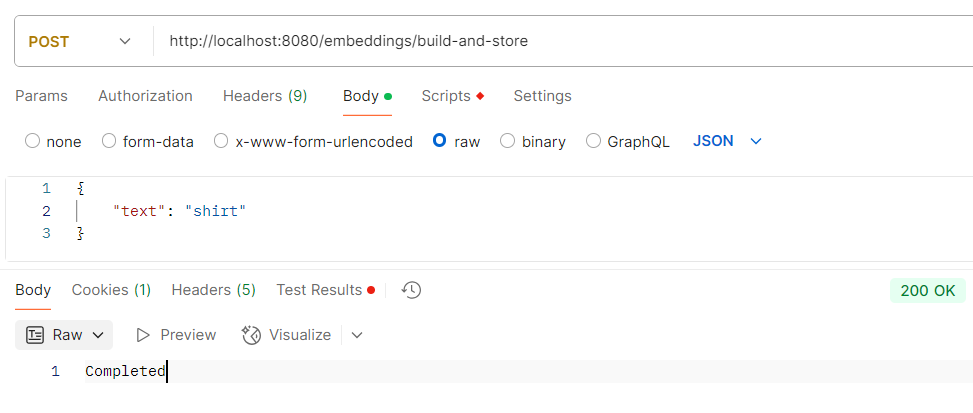 POST http://localhost:8080/embeddings/build-and-store
Params Authorization Headers (9) Body Scripts Settings
none form-data x-www-form-urlencoded raw binary GraphQL JSON
1 {
2 "text": "shirt"
3 }
Body Cookies (1) Headers (5) Test Results 200 OK
Raw Preview Visualize
1 Completed